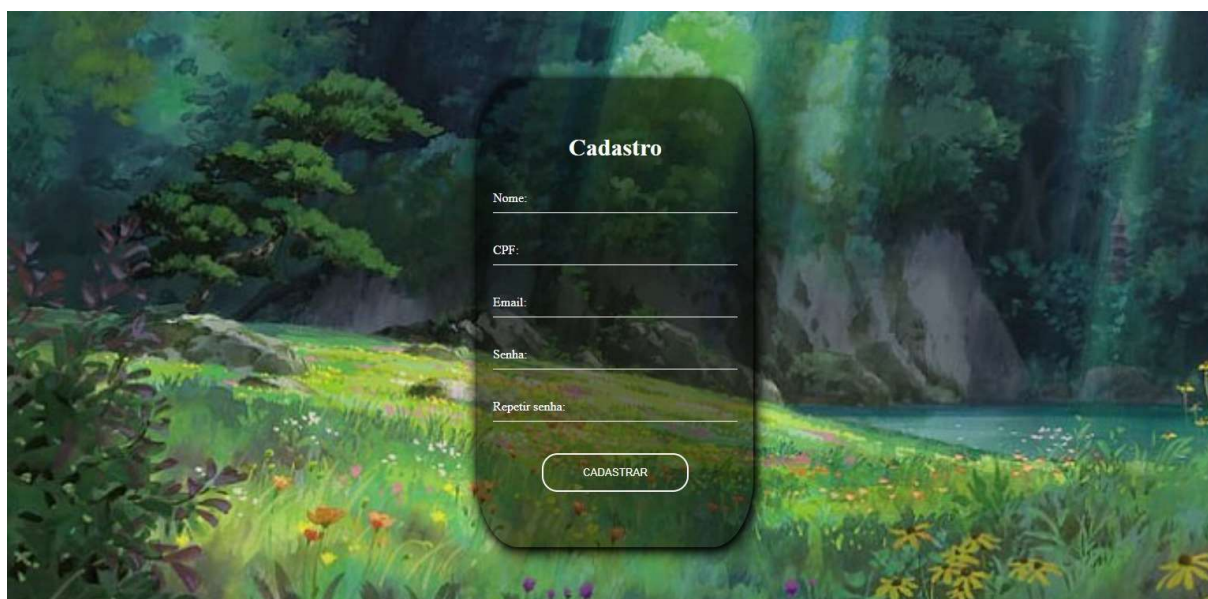 Cadastro
Nome:
CPF:
Email:
Senha:
Repetir senha:
CADASTRAR